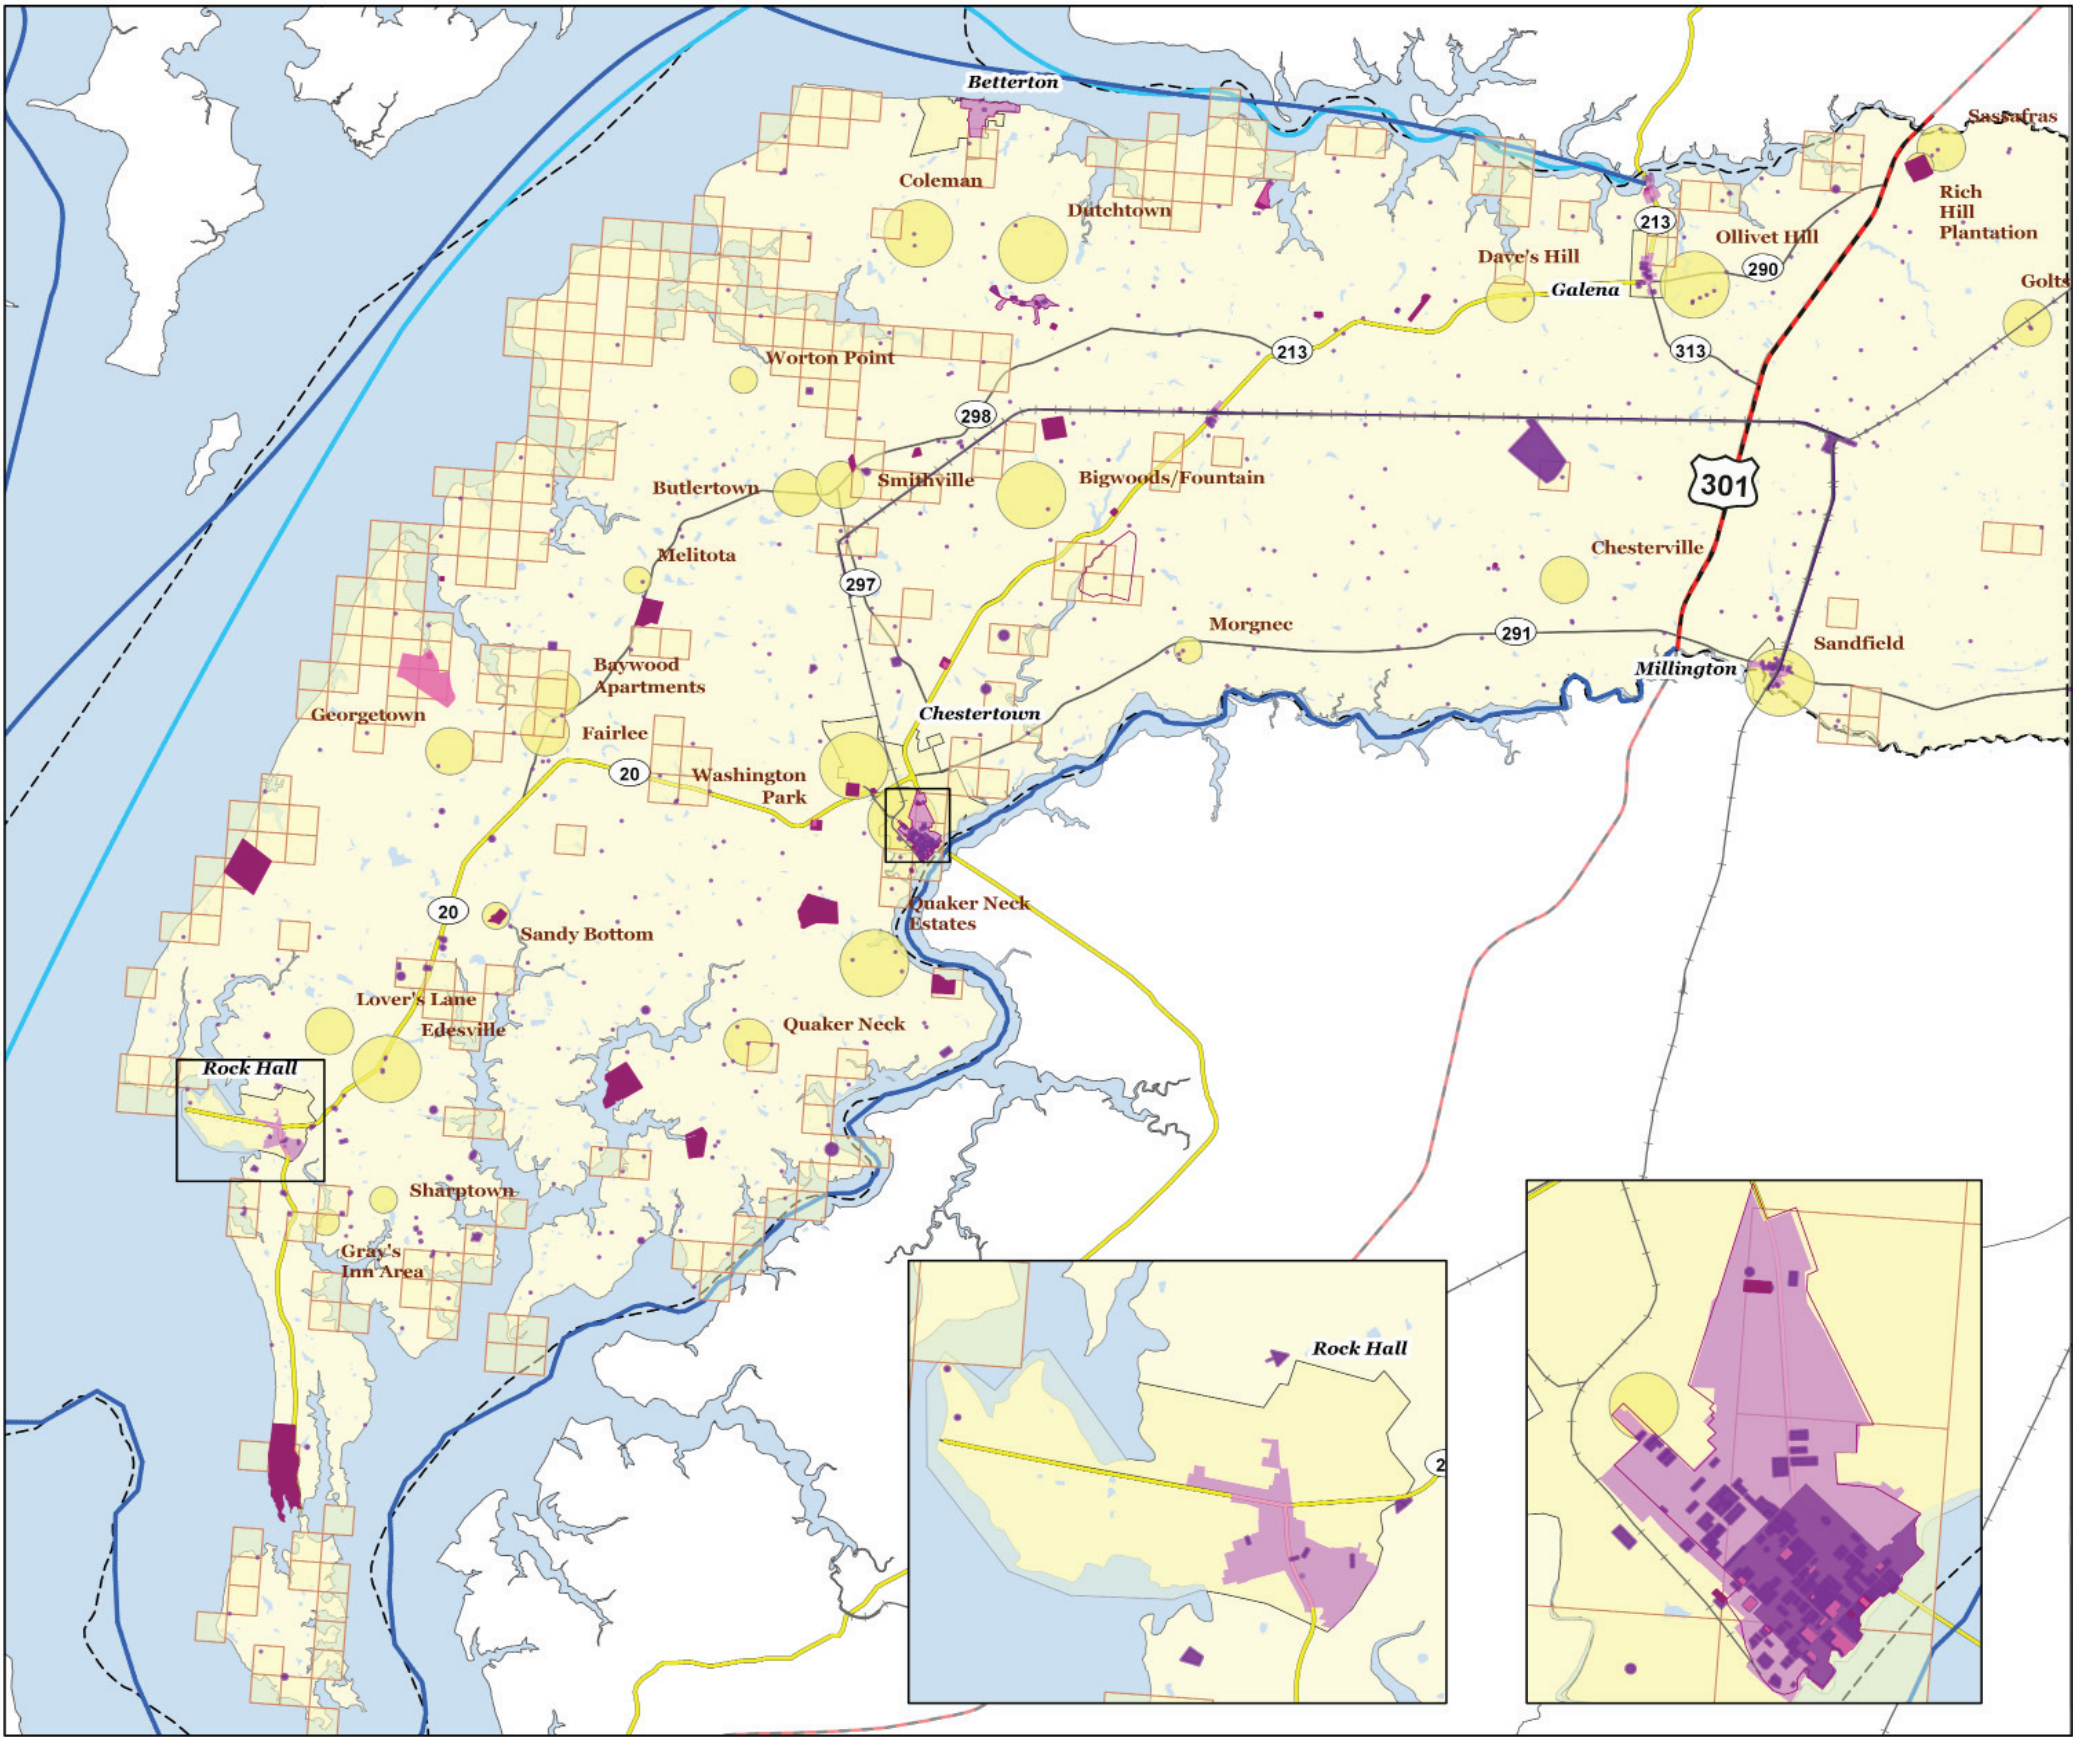 Betterton
Sassafras
Coleman
Rich
Hill
Plantation
Dutchtown
213
Ollivet Hill
Dave's Hill
290
Golts
Galena
213
313
Worton Point
298
Smithville
Bigwoods/Fountain
Butlertown
301
Melitota
Chesterville
297
Morgnec
291
Sandfield
Baywood
Apartments
Millington
Georgetown
Chestertown
Fairlee
20
Washington
Park
20
Quaker Neck
Estates
Sandy Bottom
Lover's Lane
Edesville
Quaker Neck
Rock Hall
Sharptown
Gray's
Inn Area
Rock Hall
2